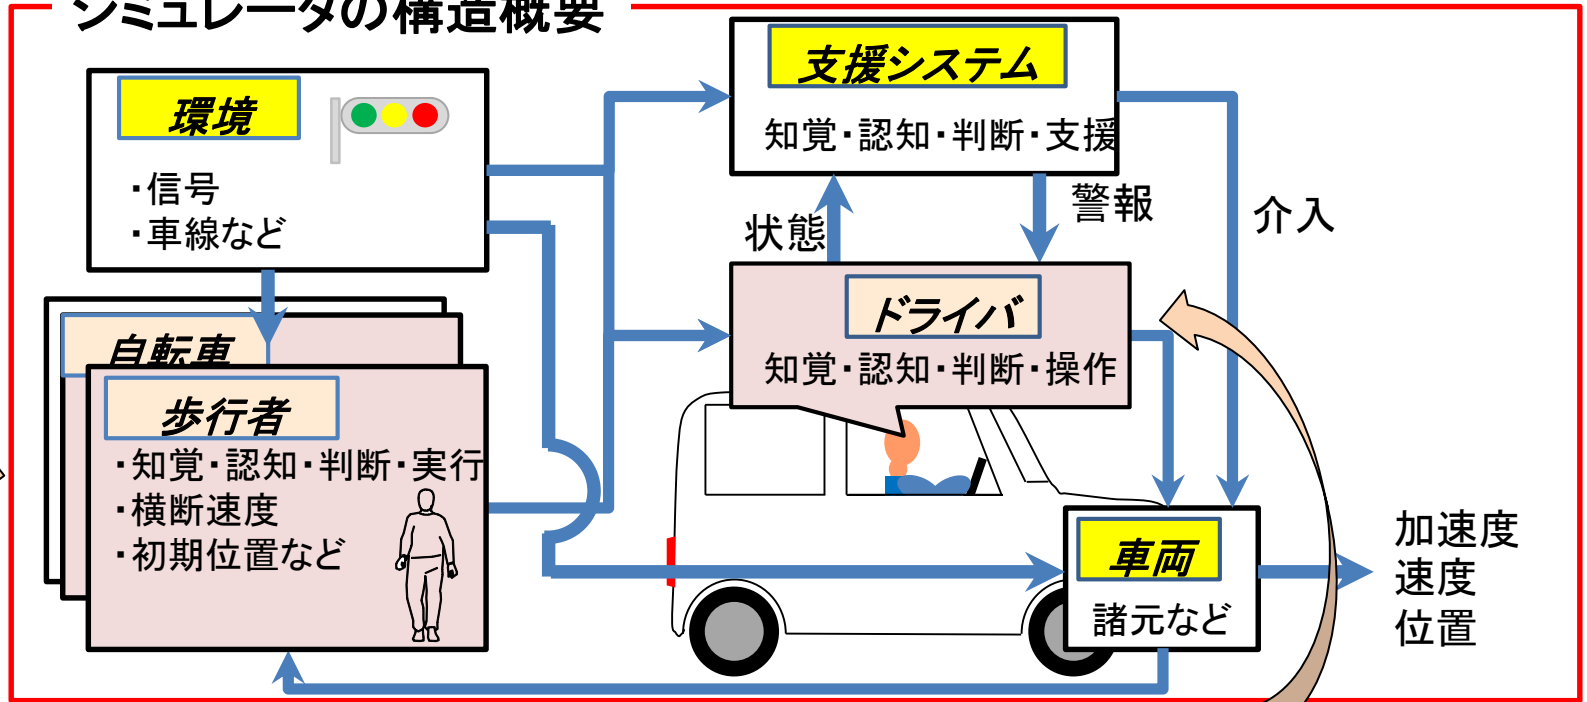 シミュレータの構造概要
環境
・信号
・車線など
支援システム
知覚・認知・判断・支援
状態
警報
介入
ドライバ
知覚・認知・判断・操作
自転車
歩行者
・知覚・認知・判断・実行
・横断速度
・初期位置など
車両
諸元など
加速度
速度
位置